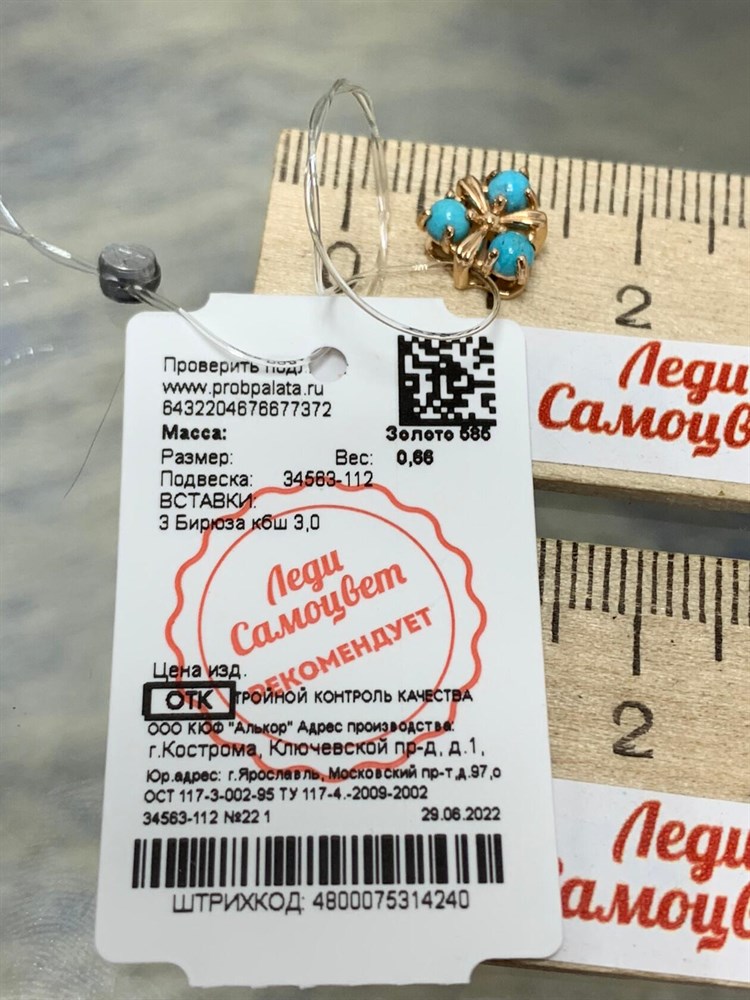 0
2
Леди
Самоцв
Проверить подл
www.probpalata.ru
6432204676677372
Масса: Золото 585
Размер: Вес: 0,66
Подвеска: 34563-112
ВСТАВКИ:
3 Бирюза кбш 3,0
Леди
Самоцвет
РЕКОМЕНДУЕТ
Цена изд.
ОТК ТРОЙНОЙ КОНТРОЛЬ КАЧЕСТВА
ООО КЮФ "Алькор" Адрес производства:
г.Кострома, Ключевской пр-д, д.1,
Юр.адрес: г.Ярославль, Московский пр-т,д.97,о
ОСТ 117-3-002-95 ТУ 117-4.-2009-2002
34563-112 №22 1 29.06.2022
ШТРИХКОД: 4800075314240
2
Леди
Самоцв